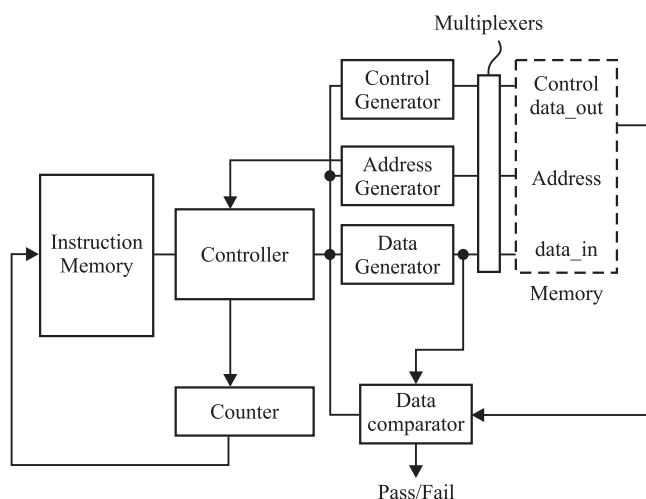 Multiplexers
Control
Generator
Control
data_out
Address
Generator
Address
Instruction
Memory
Controller
Data
Generator
data_in
Memory
Counter
Data
comparator
Pass/Fail